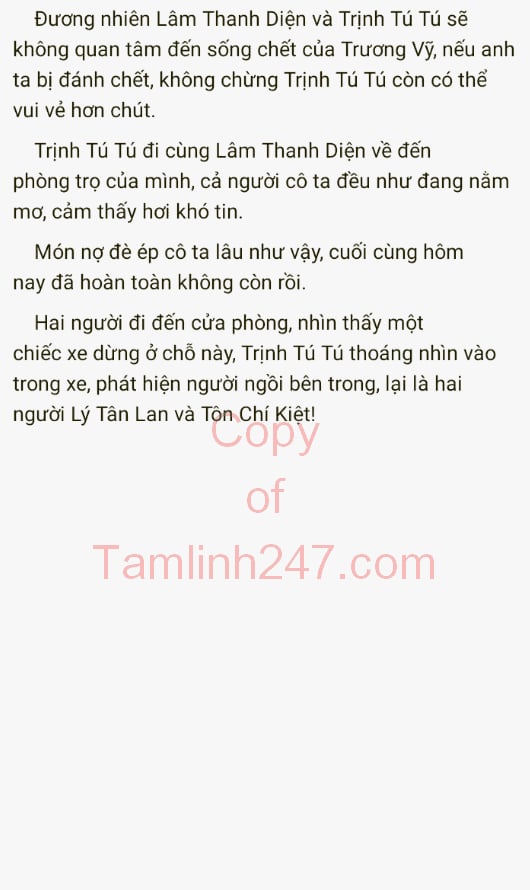 Đương nhiên Lâm Thanh Diện và Trịnh Tú Tú sẽ
không quan tâm đến sống chết của Trương Vỹ, nếu anh
ta bị đánh chết, không chừng Trịnh Tú Tú còn có thể
vui vẻ hơn chút.
Trịnh Tú Tú đi cùng Lâm Thanh Diện về đến
phòng trọ của mình, cả người cô ta đều như đang nằm
mơ, cảm thấy hơi khó tin.
Món nợ đè ép cô ta lâu như vậy, cuối cùng hôm
nay đã hoàn toàn không còn rồi.
Hai người đi đến cửa phòng, nhìn thấy một
chiếc xe dừng ở chỗ này, Trịnh Tú Tú thoáng nhìn vào
trong xe, phát hiện người ngồi bên trong, lại là hai
người Lý Tân Lan và Tôn Chí Kiệt!
Copy
of
Tamlinh247.com